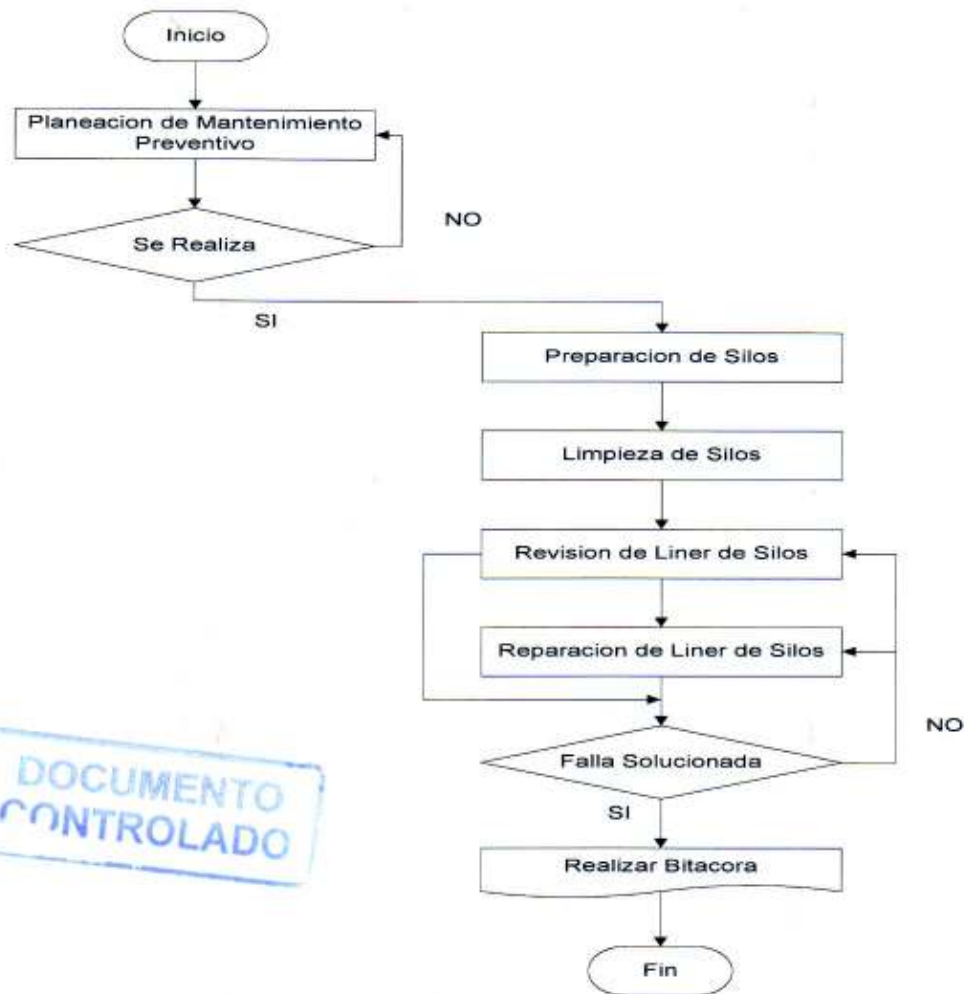 Inicio
Planeacion de Mantenimiento
Preventivo
NO
Se Realiza
SI
Preparacion de Silos
Limpieza de Silos
Revision de Liner de Silos
Reparacion de Liner de Silos
NO
Falla Solucionada
SI
Realizar Bitacora
Fin
DOCUMENTO
CONTROLADO